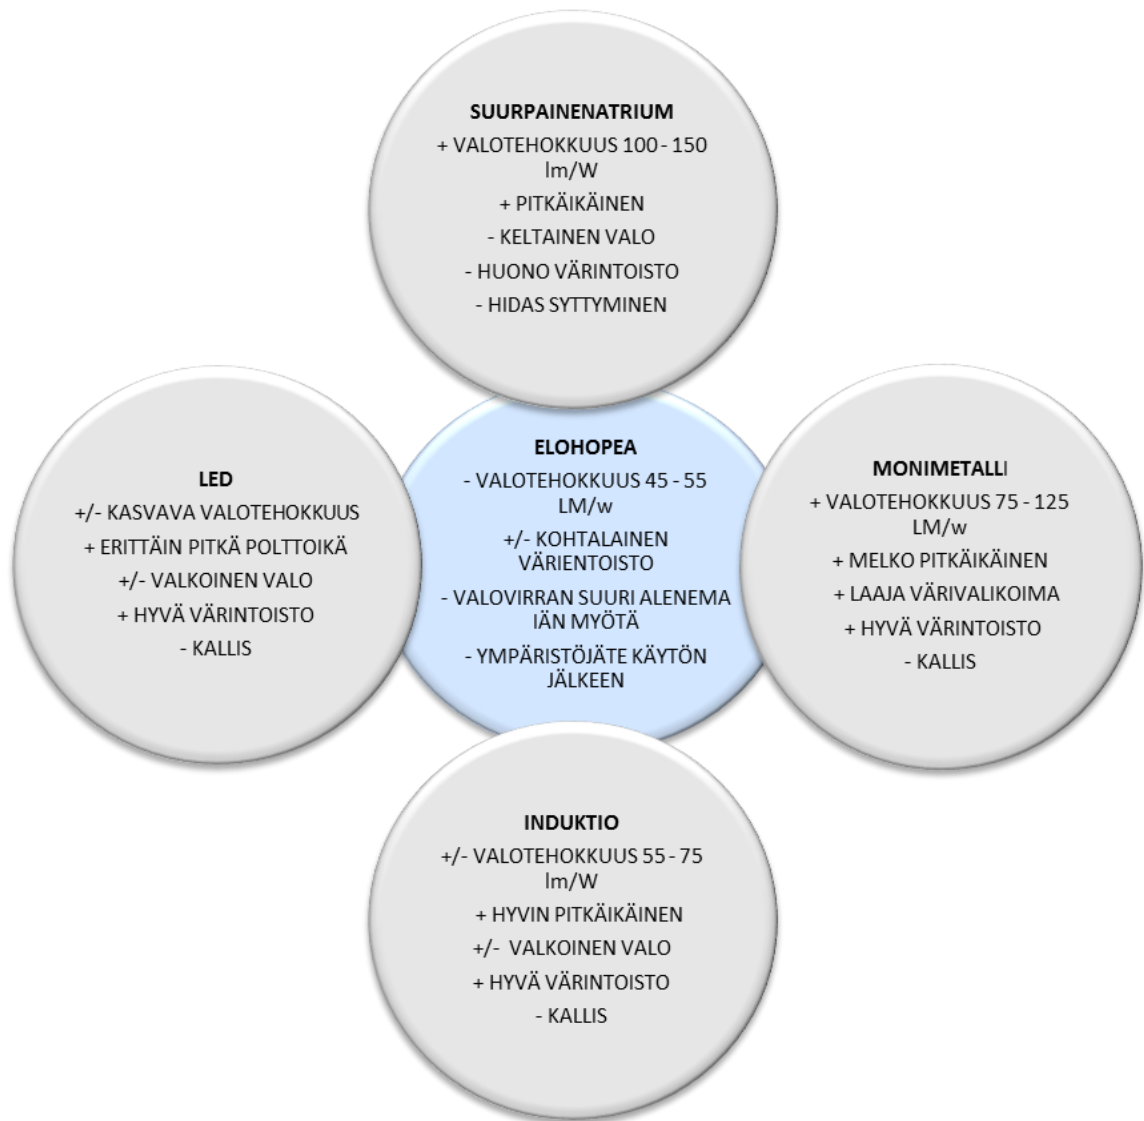 SUURPAINENATRIUM
+ VALOTEHOKKUUS 100 - 150
lm/W
+ PITKÄIKÄINEN
- KELTAINEN VALO
- HUONO VÄRINTOISTO
- HIDAS SYTTYMINEN
LED
+/- KASVAVA VALOTEHOKKUUS
+ ERITTÄIN PITKÄ POLTTOIKÄ
+/- VALKOINEN VALO
+ HYVÄ VÄRINTOISTO
- KALLIS
ELOHOPEA
- VALOTEHOKKUUS 45 - 55
LM/w
+/- KOHTALAINEN
VÄRIENTOISTO
- VALOVIRRAN SUURI ALENEMA
IÄN MYÖTÄ
- YMPÄRISTÖJÄTE KÄYTÖN
JÄLKEEN
MONIMETALLI
+ VALOTEHOKKUUS 75 - 125
LM/w
+ MELKO PITKÄIKÄINEN
+ LAAJA VÄRIVALIKOIMA
+ HYVÄ VÄRINTOISTO
- KALLIS
INDUKTIO
+/- VALOTEHOKKUUS 55 - 75
lm/W
+ HYVIN PITKÄIKÄINEN
+/- VALKOINEN VALO
+ HYVÄ VÄRINTOISTO
- KALLIS